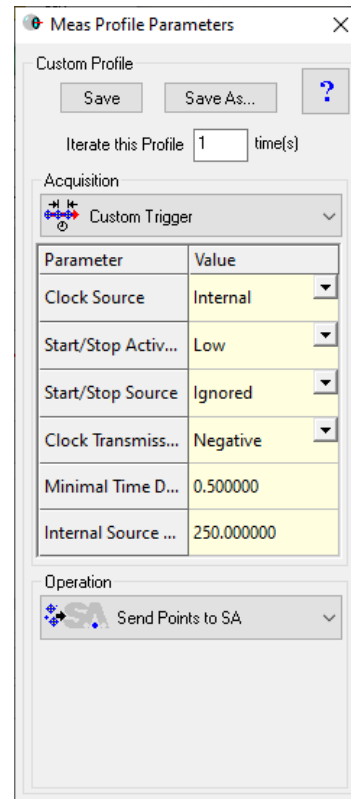 Meas Profile Parameters
Custom Profile
Save Save As... ?
Iterate this Profile 1 time(s)
Acquisition
Custom Trigger
Parameter Value
Clock Source Internal
Start/Stop Activ... Low
Start/Stop Source Ignored
Clock Transmiss... Negative
Minimal Time D... 0.500000
Internal Source ... 250.000000
Operation
SA Send Points to SA